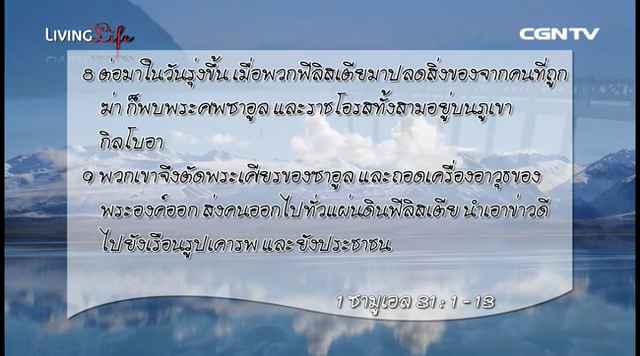 LIVING Life
CGNTV
8 ต่อมาในวันรุ่งขึ้น เมื่อพวกฟีลิสเตียมาปลดสิ่งของจากคนที่ถูก
ฆ่า ก็พบพระศพซาอูล และราชโอรสทั้งสามอยู่บนภูเขา
กิลโบอา
9 พวกเขาจึงตัดพระเศียรของซาอูล และถอดเครื่องอาวุธของ
พระองค์ออก ส่งคนออกไปทั่วแผ่นดินฟีลิสเตีย นำเอาข่าวดี
ไปยังเรือนรูปเคารพ และยังประชาชน
1 ซามูเอล 31 : 1 - 13